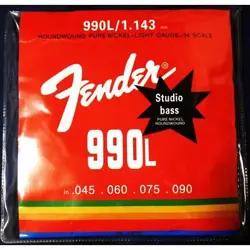 990L/1.143 mm
ROUNDWOUND PURE NICKEL-LIGHT GAUGE/34 SCALE
Fender®
Studio
bass
PURE NICKEL
ROUNDWOUND
990L
in .045 .060 .075 .090